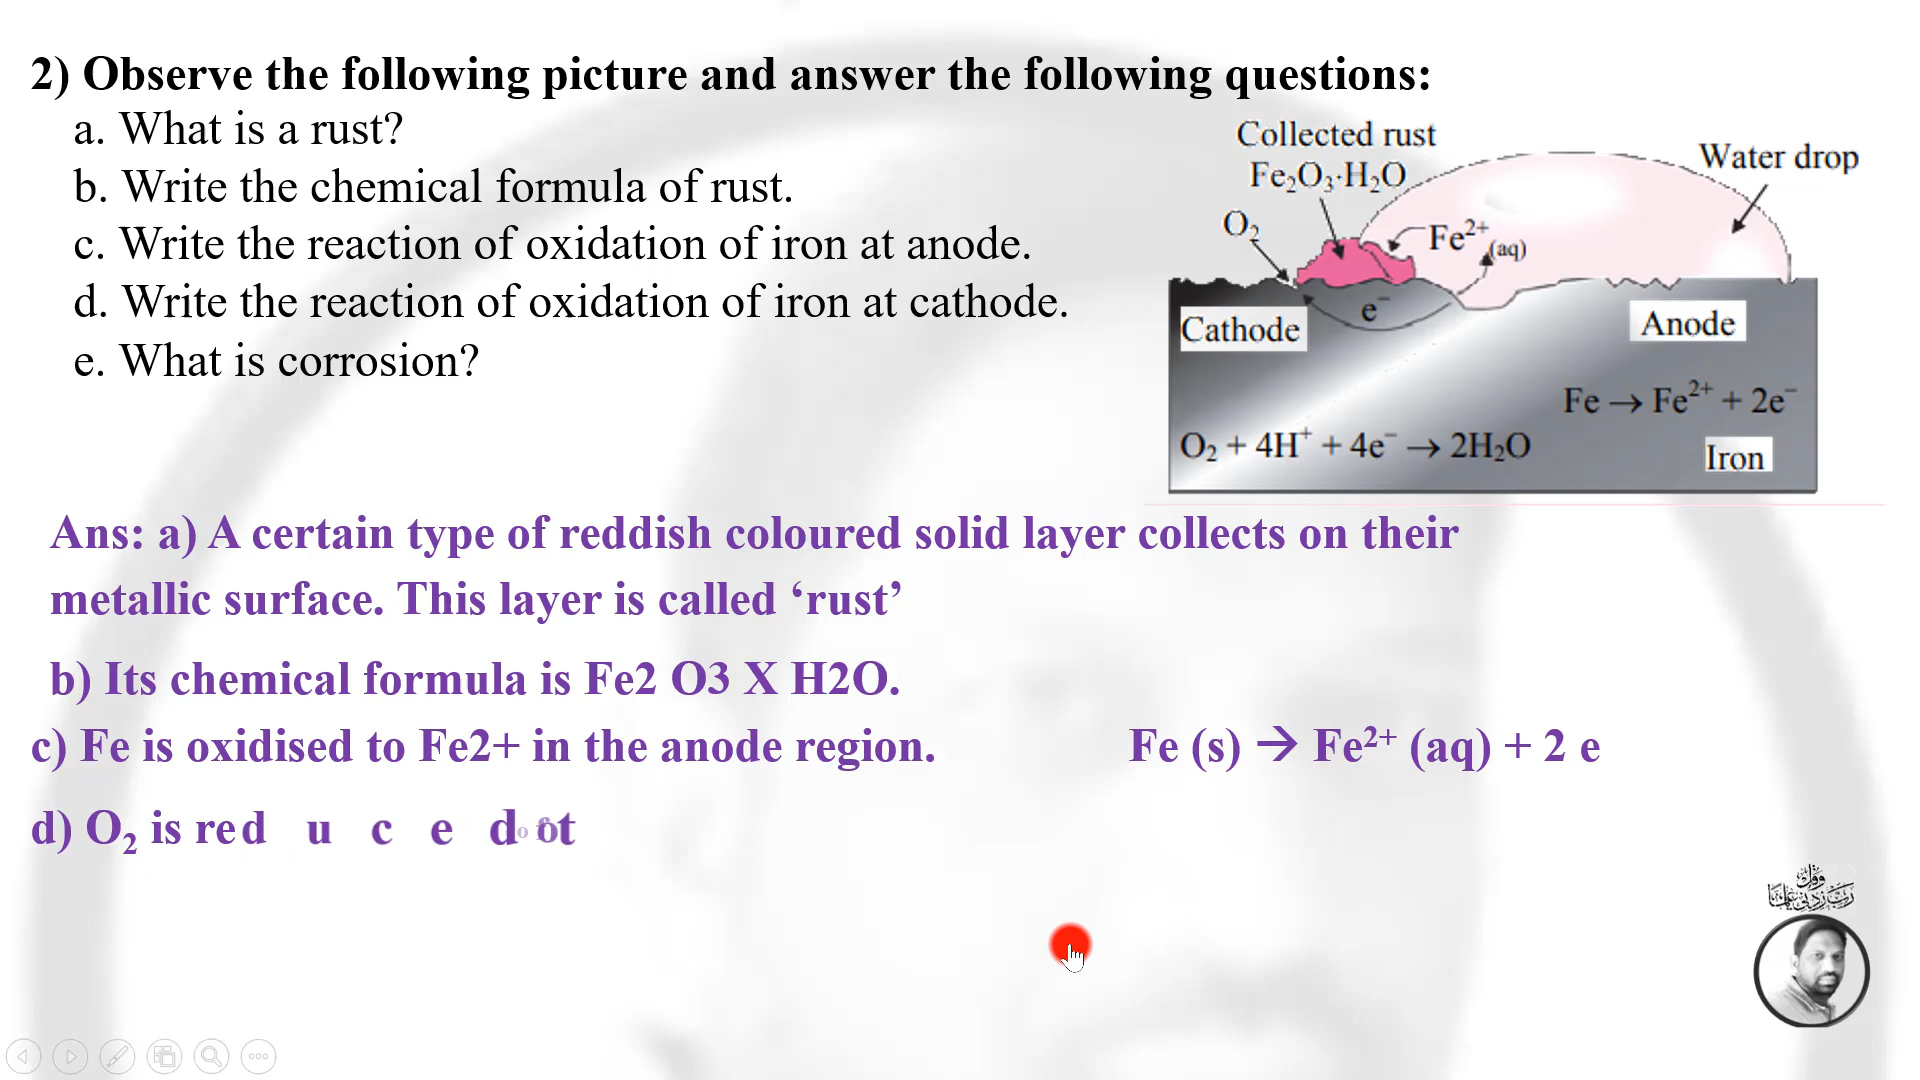 2) Observe the following picture and answer the following questions:
a. What is a rust?
b. Write the chemical formula of rust.
c. Write the reaction of oxidation of iron at anode.
d. Write the reaction of oxidation of iron at cathode.
e. What is corrosion?
Collected rust
Fe₂O₃·H₂O
Water drop
O₂
Fe²⁺(aq)
e⁻
Cathode
Anode
Fe → Fe²⁺ + 2e⁻
O₂ + 4H⁺ + 4e⁻ → 2H₂O
Iron
Ans: a) A certain type of reddish coloured solid layer collects on their
metallic surface. This layer is called ‘rust’
b) Its chemical formula is Fe2 O3 X H2O.
c) Fe is oxidised to Fe2+ in the anode region. Fe (s) → Fe²⁺ (aq) + 2 e
d) O₂ is reduced